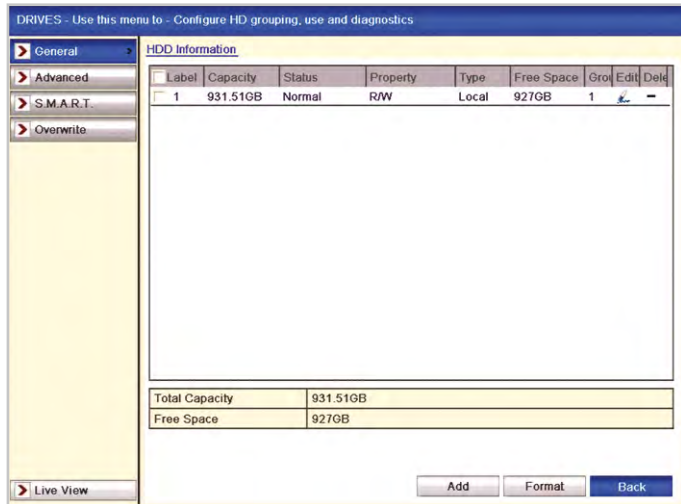 DRIVES - Use this menu to - Configure HD grouping, use and diagnostics
General
Advanced
S.M.A.R.T.
Overwrite
Live View
HDD Information
Label Capacity Status Property Type Free Space Grou Edit Dele
1 931.51GB Normal R/W Local 927GB 1 –
Total Capacity 931.51GB
Free Space 927GB
Add Format Back